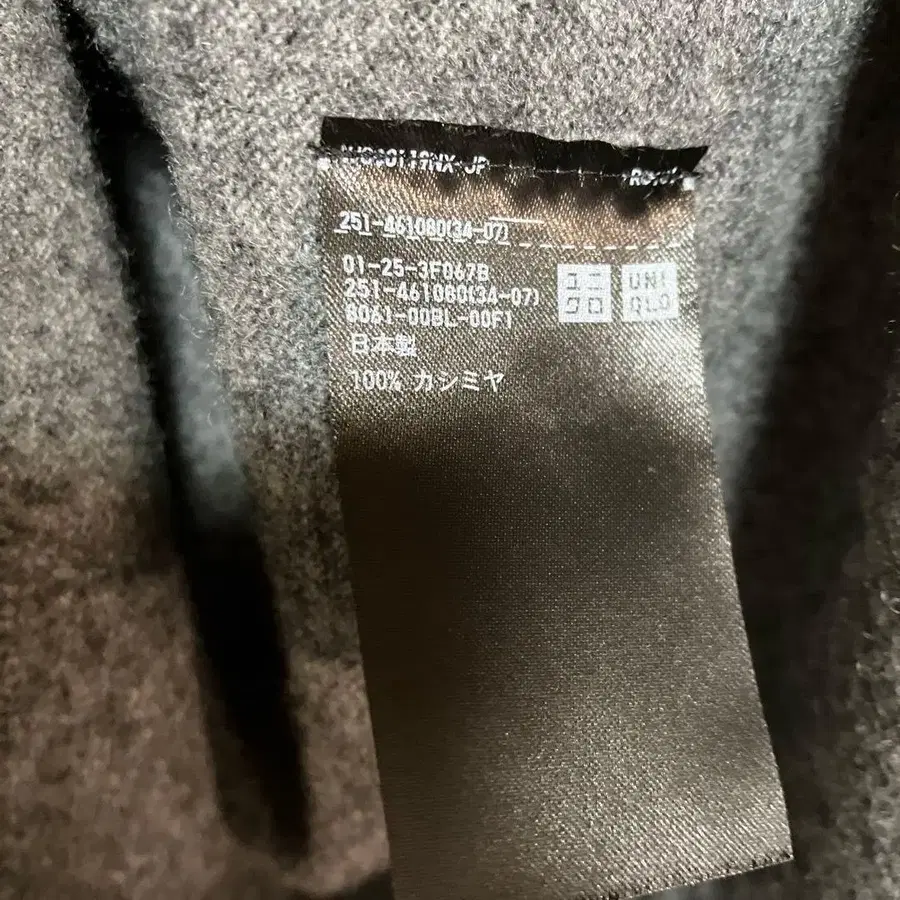 251-461080(34-07)
01-25-3F067B
251-461080(34-07)
8061-00BL-00F1
日本製
100% カシミヤ
ユニ
クロ
UNI
QLO